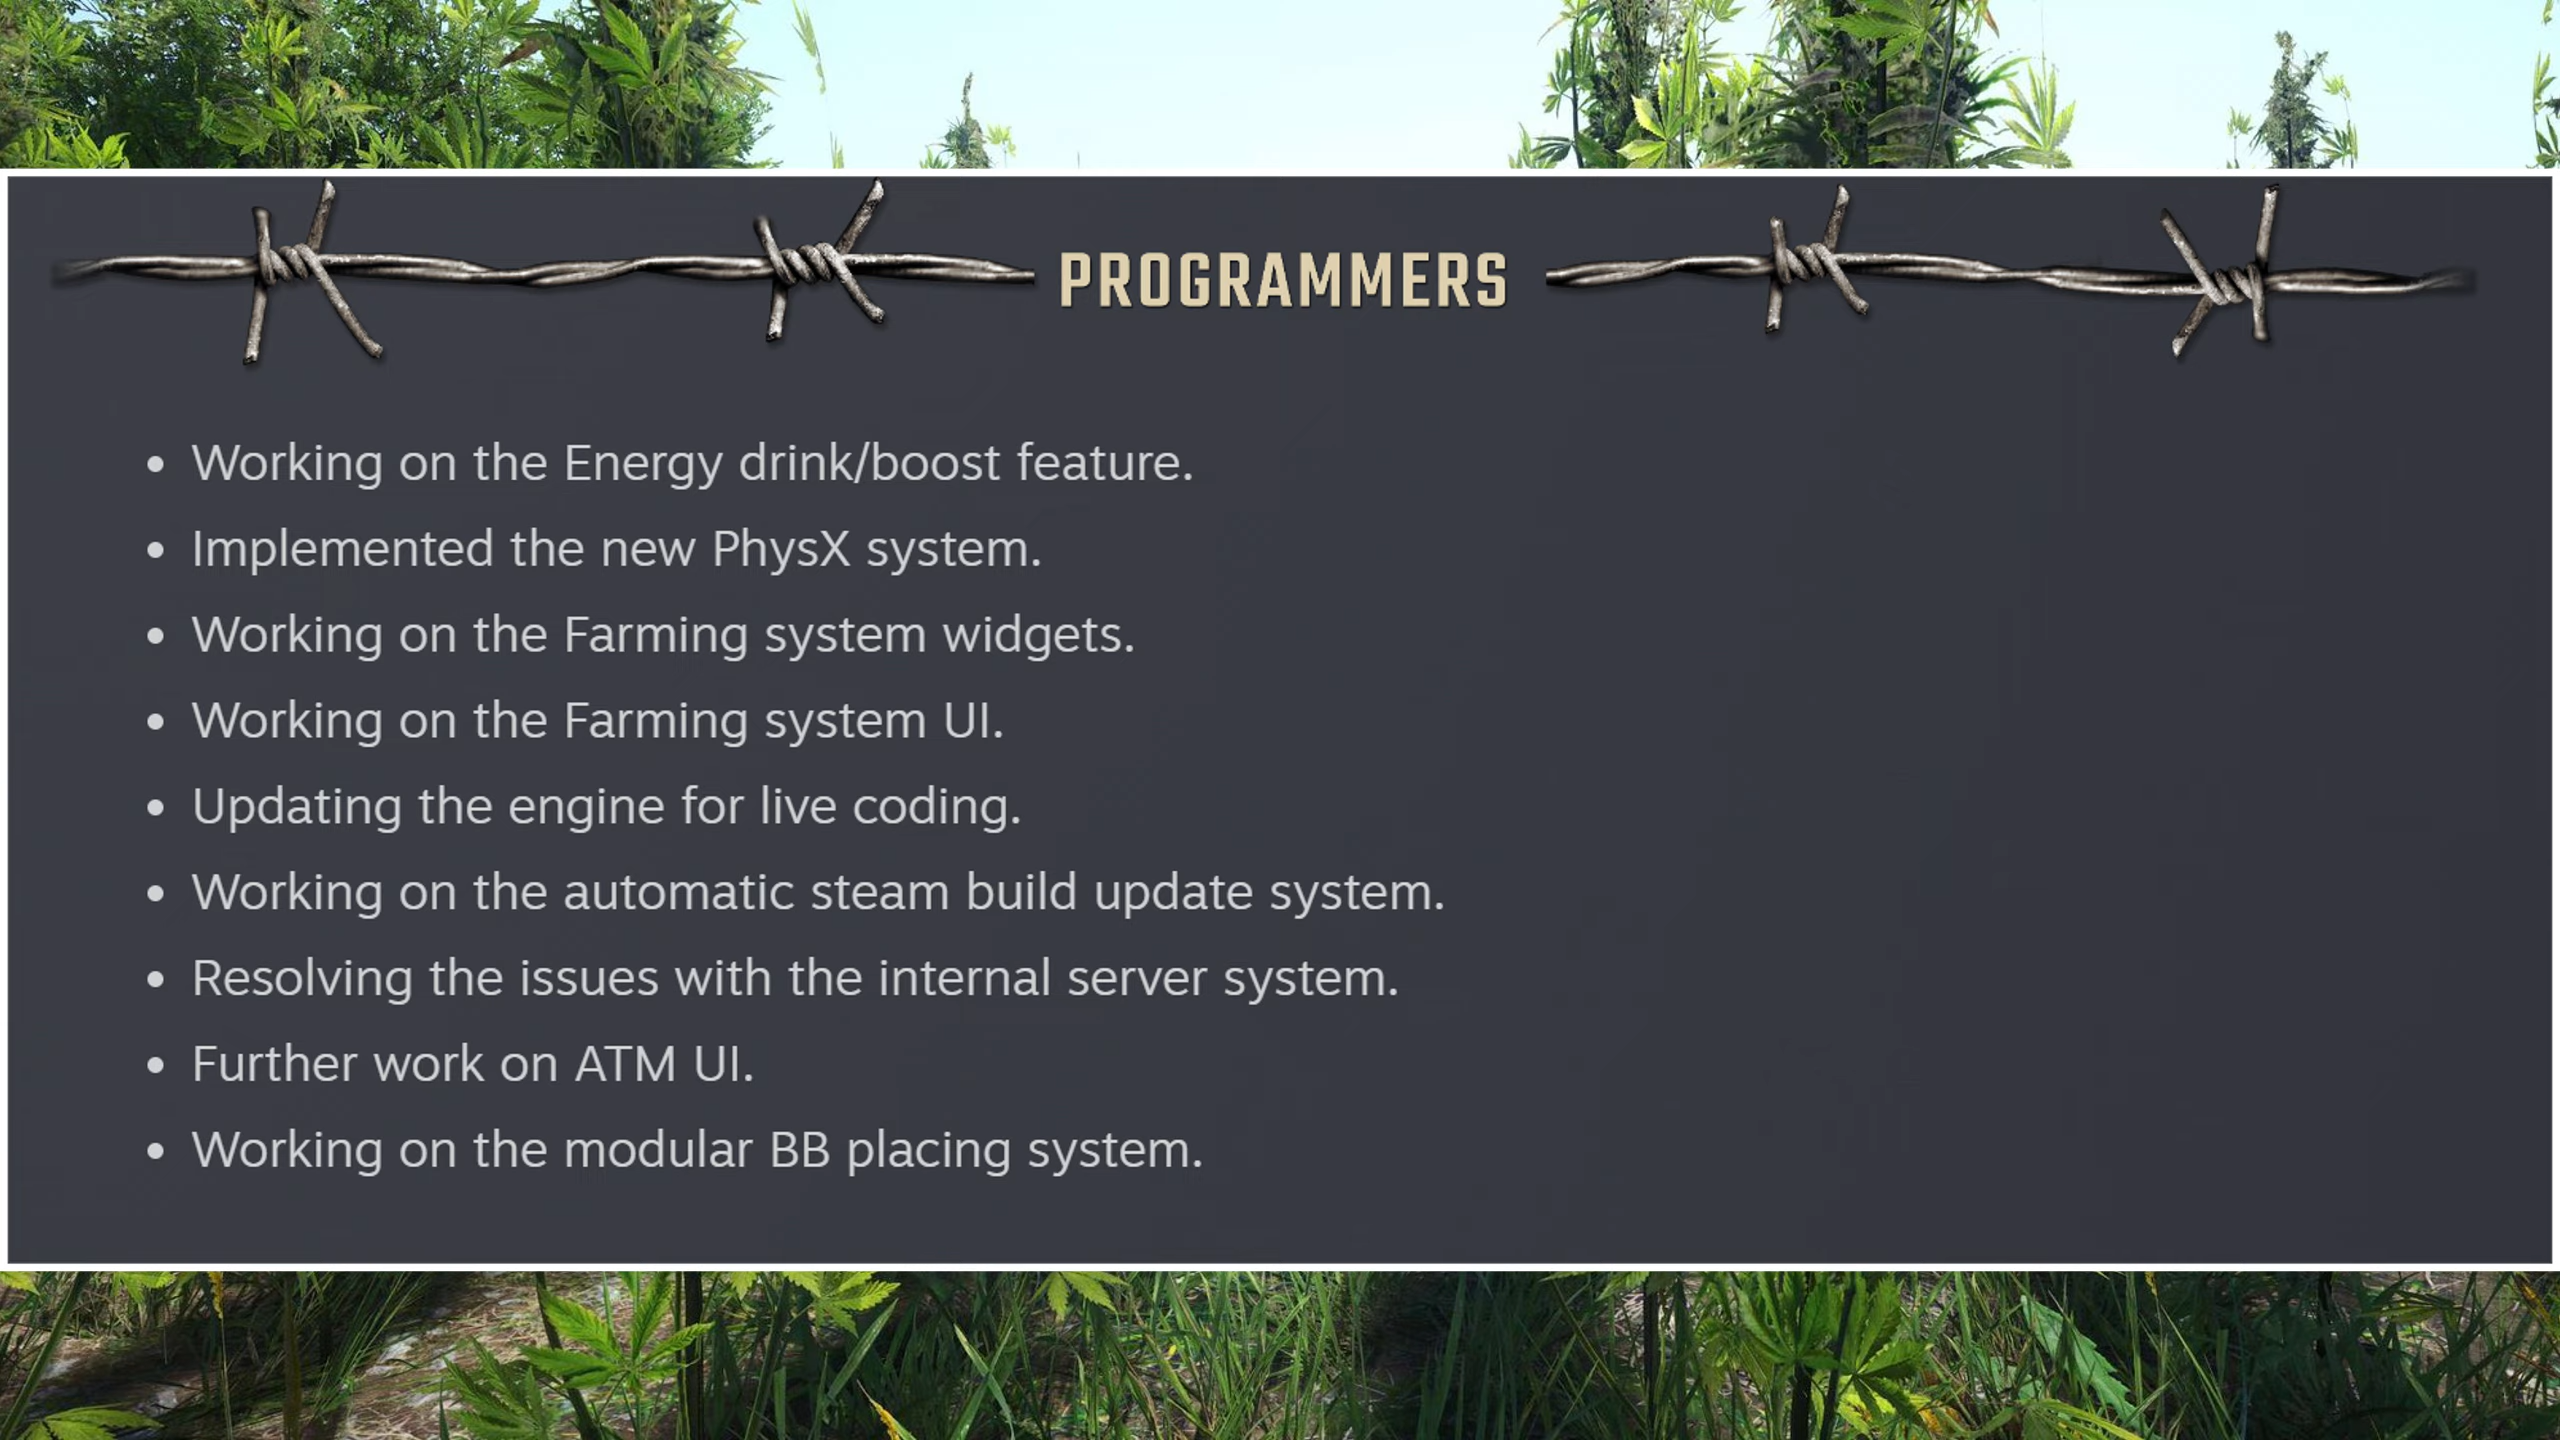 PROGRAMMERS
• Working on the Energy drink/boost feature.
• Implemented the new PhysX system.
• Working on the Farming system widgets.
• Working on the Farming system UI.
• Updating the engine for live coding.
• Working on the automatic steam build update system.
• Resolving the issues with the internal server system.
• Further work on ATM UI.
• Working on the modular BB placing system.